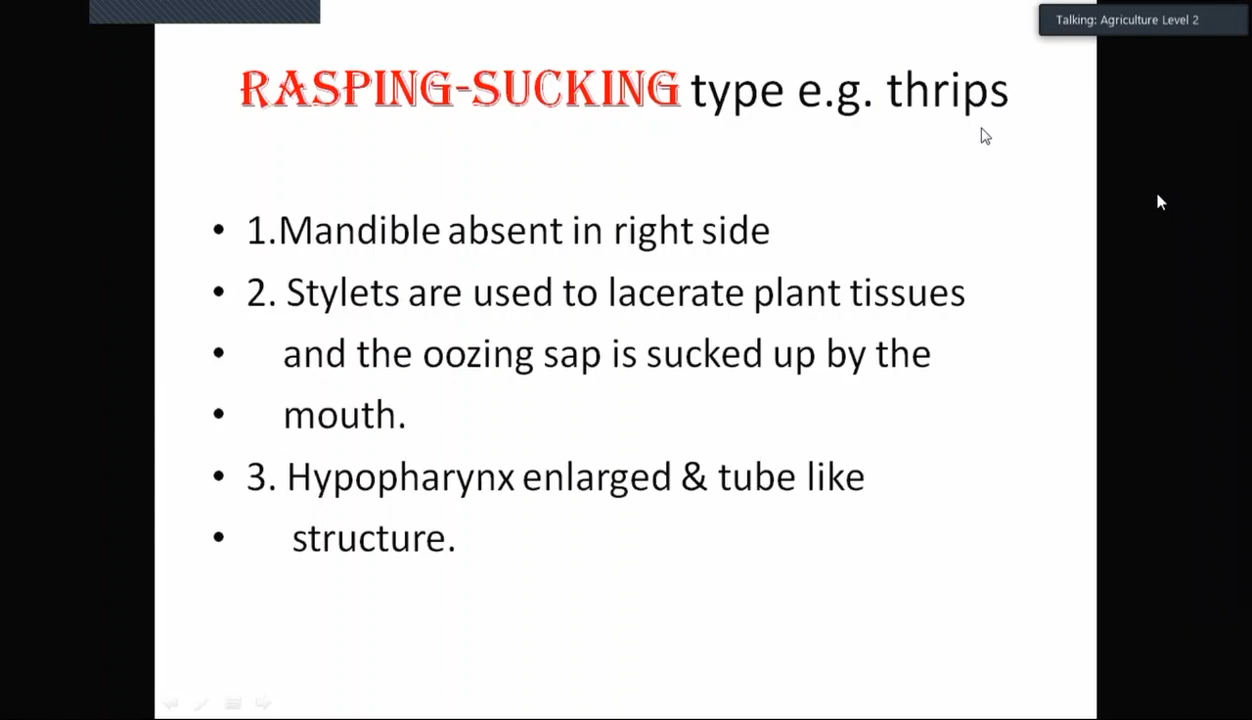 Talking: Agriculture Level 2
RASPING-SUCKING type e.g. thrips
• 1.Mandible absent in right side
• 2. Stylets are used to lacerate plant tissues
• and the oozing sap is sucked up by the
• mouth.
• 3. Hypopharynx enlarged & tube like
• structure.